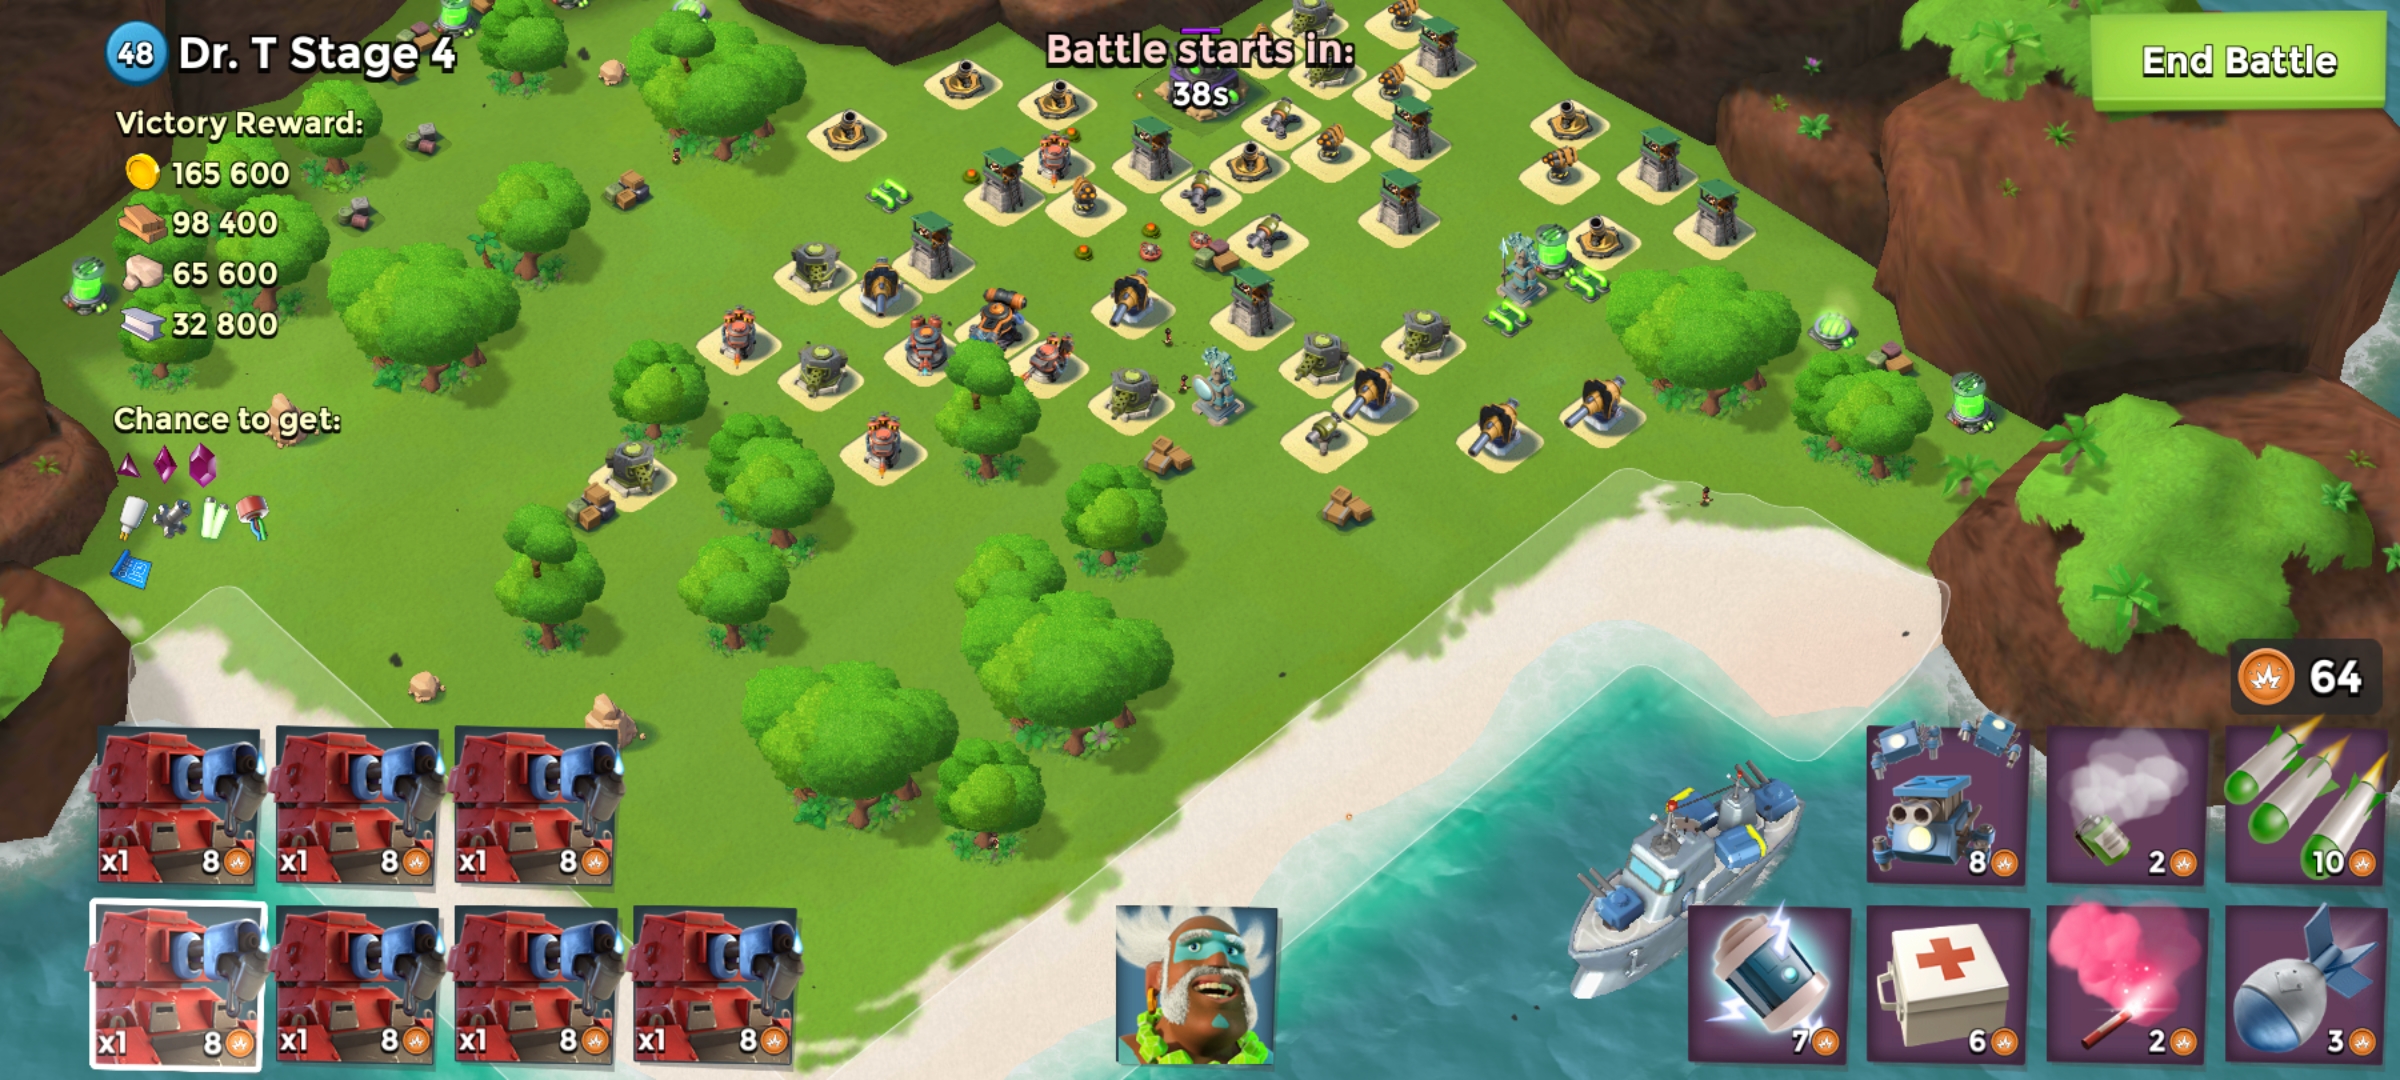 48 Dr. T Stage 4
Battle starts in:
38s
End Battle
Victory Reward:
165 600
98 400
65 600
32 800
Chance to get:
64
x1 8
x1 8
x1 8
8
2
10
x1 8
x1 8
x1 8
x1 8
7
6
2
3